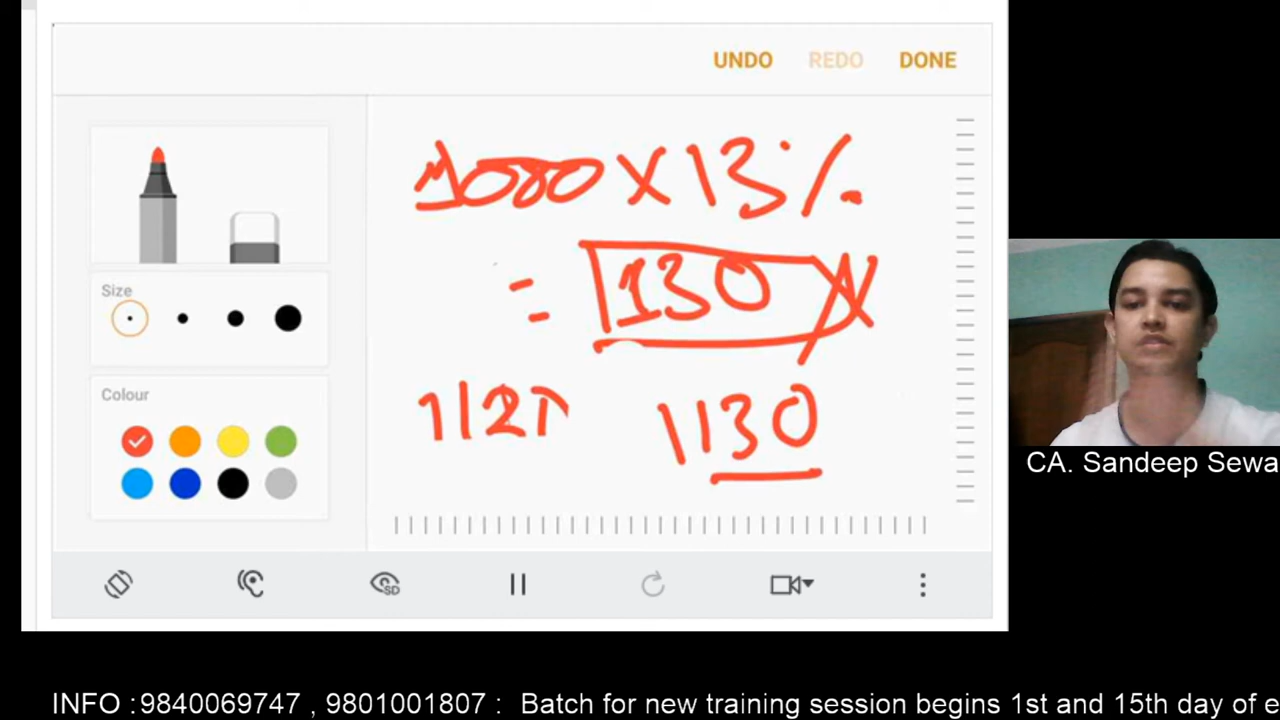 UNDO REDO DONE
Size
Colour
1000 x 13%
= 130
1130
SD
CA. Sandeep Sewa
INFO : 9840069747 , 9801001807 : Batch for new training session begins 1st and 15th day of e